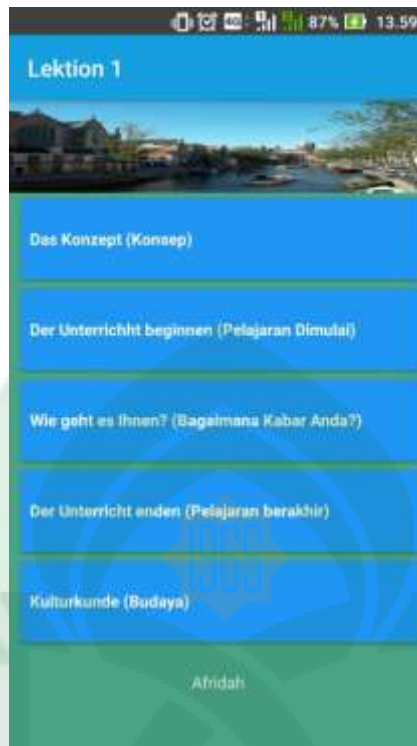 87% 13.59
Lektion 1
Das Konzept (Konsep)
Der Unterrichht beginnen (Pelajaran Dimulai)
Wie geht es Ihnen? (Bagaimana Kabar Anda?)
Der Unterricht enden (Pelajaran berakhir)
Kulturkunde (Budaya)
Afridah